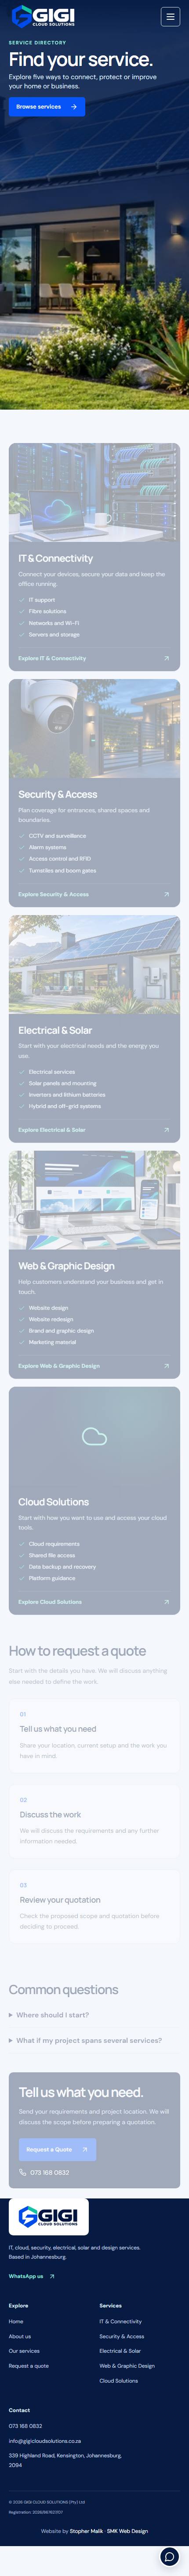 GIGI
CLOUD SOLUTIONS
SERVICE DIRECTORY
Find your service.
Explore five ways to connect, protect or improve
your home or business.
Browse services
IT & Connectivity
Connect your devices, secure your data and keep the
office running.
IT support
Fibre solutions
Networks and Wi-Fi
Servers and storage
Explore IT & Connectivity
Security & Access
Plan coverage for entrances, shared spaces and
boundaries.
CCTV and surveillance
Alarm systems
Access control and RFID
Turnstiles and boom gates
Explore Security & Access
Electrical & Solar
Start with your electrical needs and the energy you
use.
Electrical services
Solar panels and mounting
Inverters and lithium batteries
Hybrid and off-grid systems
Explore Electrical & Solar
Web & Graphic Design
Help customers understand your business and get in
touch.
Website design
Website redesign
Brand and graphic design
Marketing material
Explore Web & Graphic Design
Cloud Solutions
Start with how you want to use and access your cloud
tools.
Cloud requirements
Shared file access
Data backup and recovery
Platform guidance
Explore Cloud Solutions
How to request a quote
Start with the details you have. We will discuss anything
else needed to define the work.
01
Tell us what you need
Share your location, current setup and the work you
have in mind.
02
Discuss the work
We will discuss the requirements and any further
information needed.
03
Review your quotation
Check the proposed scope and quotation before
deciding to proceed.
Common questions
Where should I start?
What if my project spans several services?
Tell us what you need.
Send your requirements and project location. We will
discuss the scope before preparing a quotation.
Request a Quote
073 168 0832
GIGI
CLOUD SOLUTIONS
IT, cloud, security, electrical, solar and design services.
Based in Johannesburg.
WhatsApp us
Explore
Home
About us
Our services
Request a quote
Services
IT & Connectivity
Security & Access
Electrical & Solar
Web & Graphic Design
Cloud Solutions
Contact
073 168 0832
info@gigicloudsolutions.co.za
339 Highland Road, Kensington, Johannesburg,
2094
© 2026 GIGI CLOUD SOLUTIONS (Pty) Ltd
Website by Stopher Malik · SMK Web Design